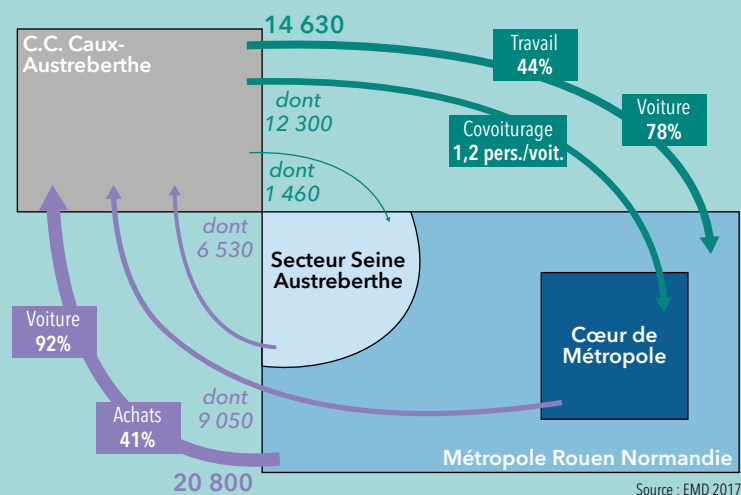 C.C. Caux-
Austreberthe
14 630
Travail
44%
dont
12 300
Voiture
78%
Covoiturage
1,2 pers./voit.
dont
1 460
dont
6 530
Secteur Seine
Austreberthe
Voiture
92%
Cœur de
Métropole
dont
9 050
Achats
41%
Métropole Rouen Normandie
20 800
Source : EMD 2017